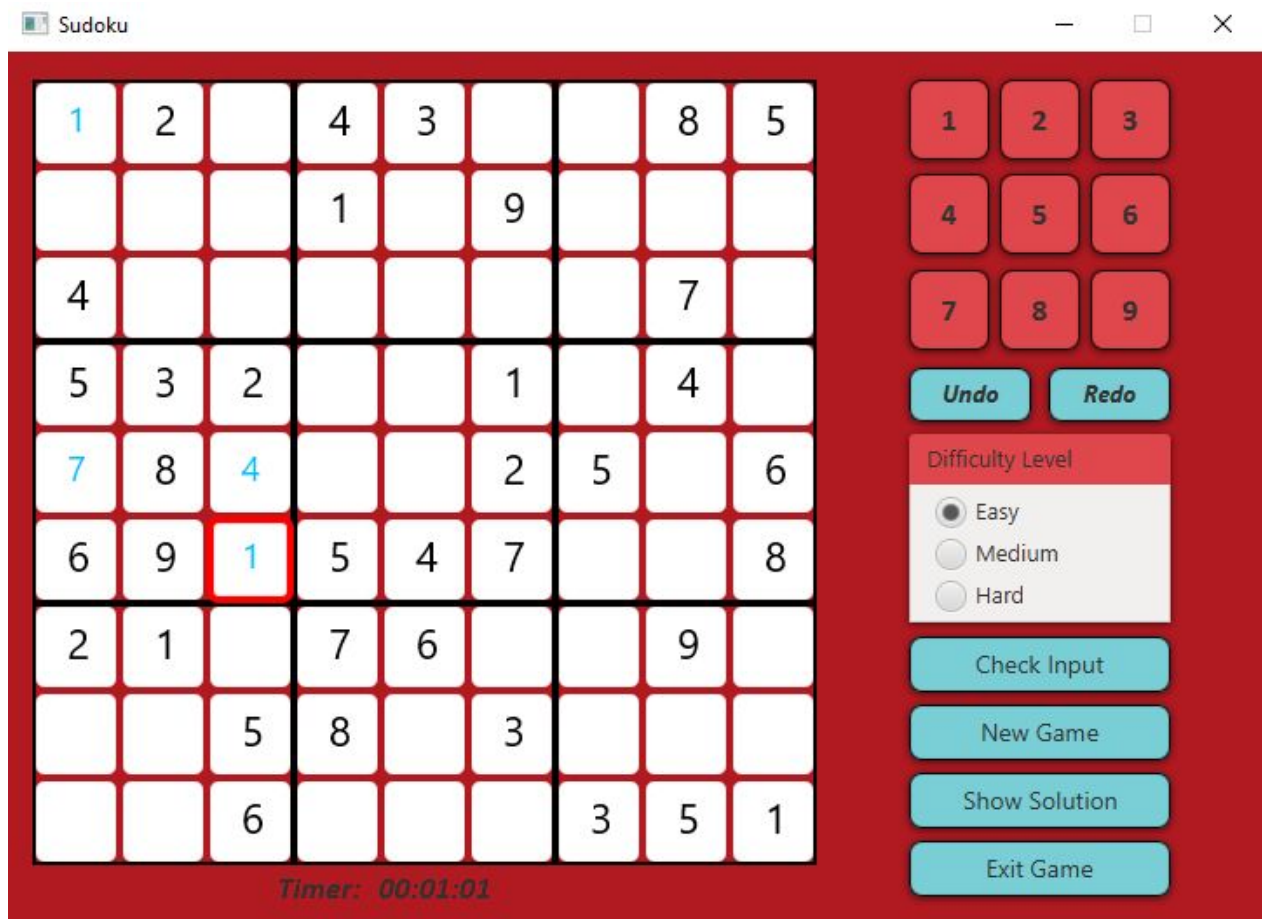 Sudoku
1 2 4 3 8 5
1 9
4 7
5 3 2 1 4
7 8 4 2 5 6
6 9 1 5 4 7 8
2 1 7 6 9
5 8 3
6 3 5 1
Timer: 00:01:01
1 2 3
4 5 6
7 8 9
Undo Redo
Difficulty Level
Easy
Medium
Hard
Check Input
New Game
Show Solution
Exit Game